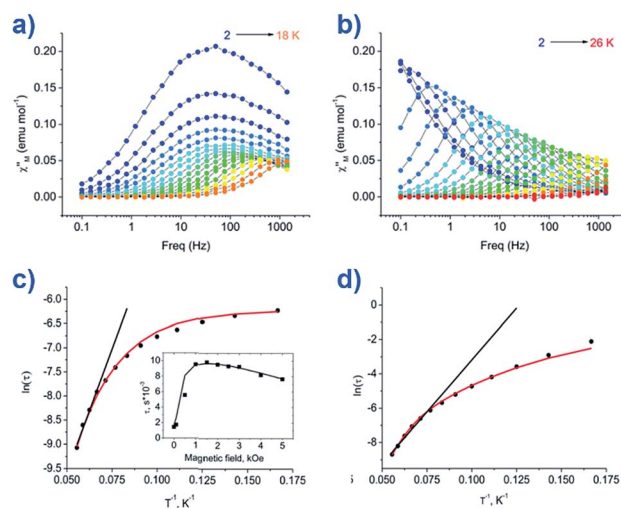 a)
2 → 18 K
0.20
0.15
0.10
0.05
0.00
χ"M (emu mol-1)
0.1 1 10 100 1000
Freq (Hz)
b)
2 → 26 K
0.20
0.15
0.10
0.05
0.00
χ"M (emu mol-1)
0.1 1 10 100 1000
Freq (Hz)
c)
-6.0
-6.5
-7.0
-7.5
-8.0
-8.5
-9.0
-9.5
ln(τ)
0.050 0.075 0.100 0.125 0.150 0.175
T-1, K-1
10
8
6
4
2
0
τ, s*10-3
0 1 2 3 4 5
Magnetic field, kOe
d)
0
-2
-4
-6
-8
ln(τ)
5
0.050 0.075 0.100 0.125 0.150 0.175
T-1, K-1